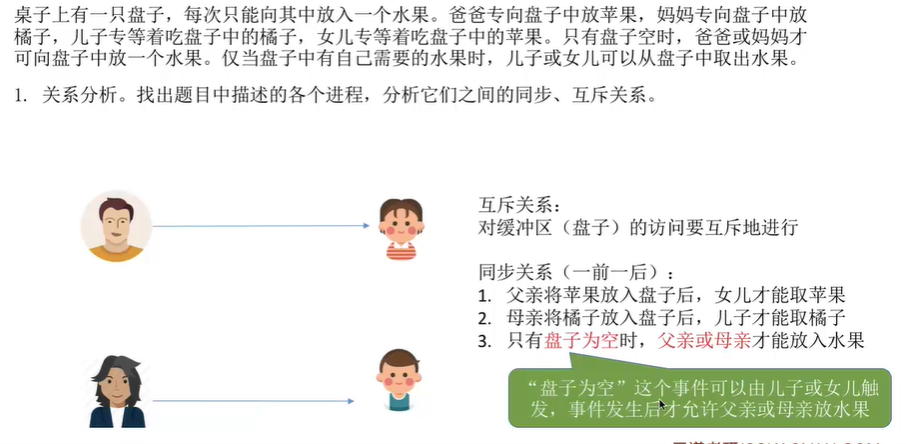 桌子上有一只盘子，每次只能向其中放入一个水果。爸爸专向盘子中放苹果，妈妈专向盘子中放
橘子，儿子专等着吃盘子中的橘子，女儿专等着吃盘子中的苹果。只有盘子空时，爸爸或妈妈才
可向盘子中放一个水果。仅当盘子中有自己需要的水果时，儿子或女儿可以从盘子中取出水果。
1. 关系分析。找出题目中描述的各个进程，分析它们之间的同步、互斥关系。
互斥关系：
对缓冲区（盘子）的访问要互斥地进行
同步关系（一前一后）：
1. 父亲将苹果放入盘子后，女儿才能取苹果
2. 母亲将橘子放入盘子后，儿子才能取橘子
3. 只有盘子为空时，父亲或母亲才能放入水果
“盘子为空”这个事件可以由儿子或女儿触
发，事件发生后才允许父亲或母亲放水果